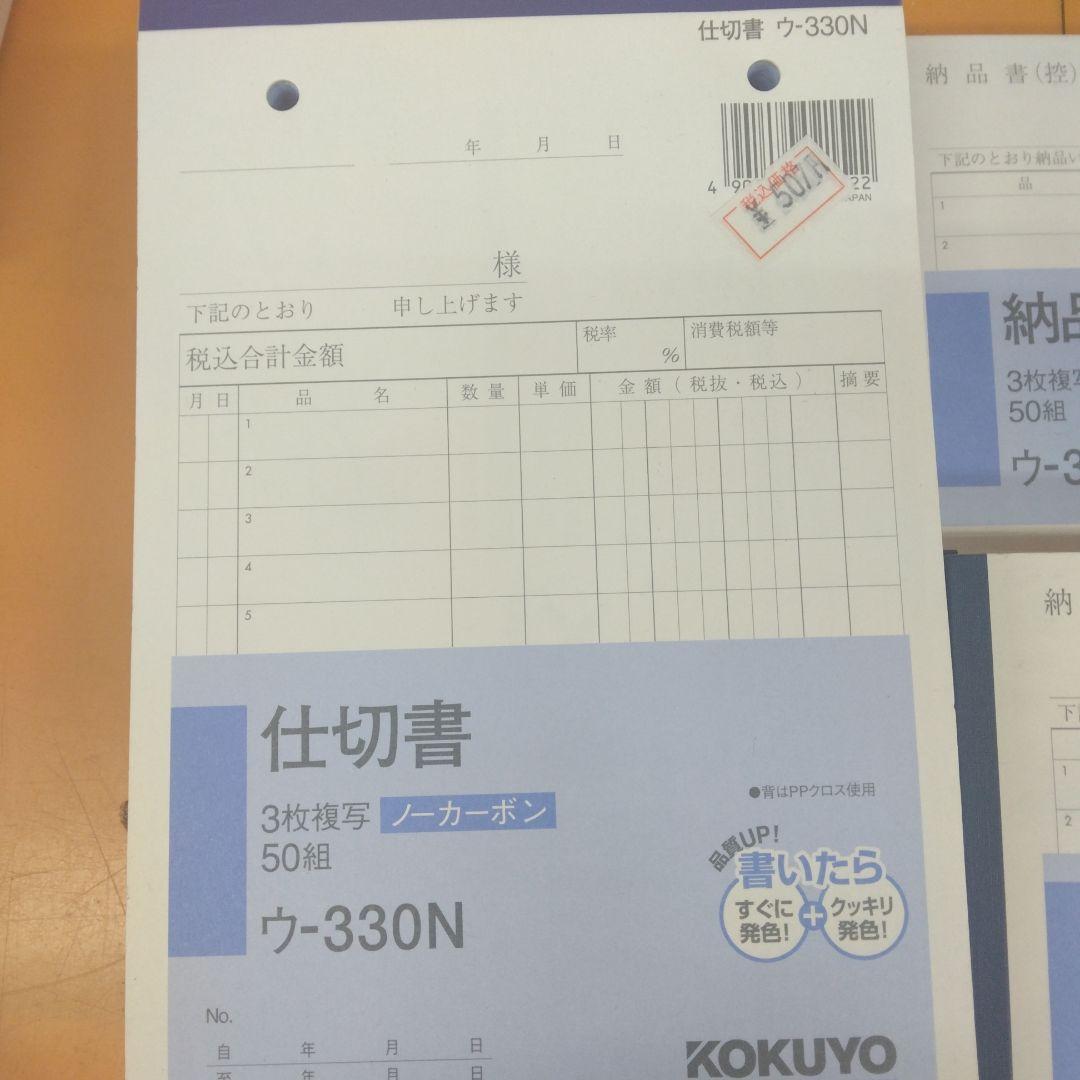 仕切書 ウ-330N
年 月 日
4 90 22
JAPAN
税込価格
様
下記のとおり 申し上げます
税込合計金額 税率 % 消費税額等
月 日 品 名 数 量 単 価 金 額 ( 税抜・税込 ) 摘 要
1
2
3
4
5
仕切書
3枚複写 ノーカーボン
50組
ウ-330N
●背はPPクロス使用
品質UP!
書いたら
すぐに発色! + クッキリ発色!
No.
自 年 月 日
至 年 月 日
KOKUYO
納 品 書 (控)
下記のとおり納品い
品
1
2
納品
3枚複写
50組
ウ-3
納
下
1
2